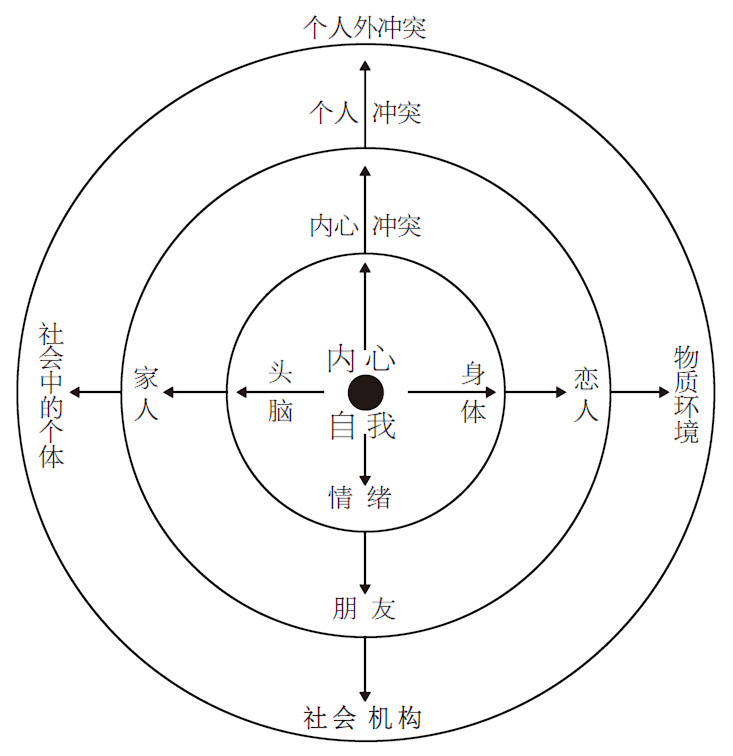 个人外冲突
个人 冲突
内心 冲突
社会中的个体
家人
头脑
内心
自我
身体
恋人
物质环境
情绪
朋友
社会机构